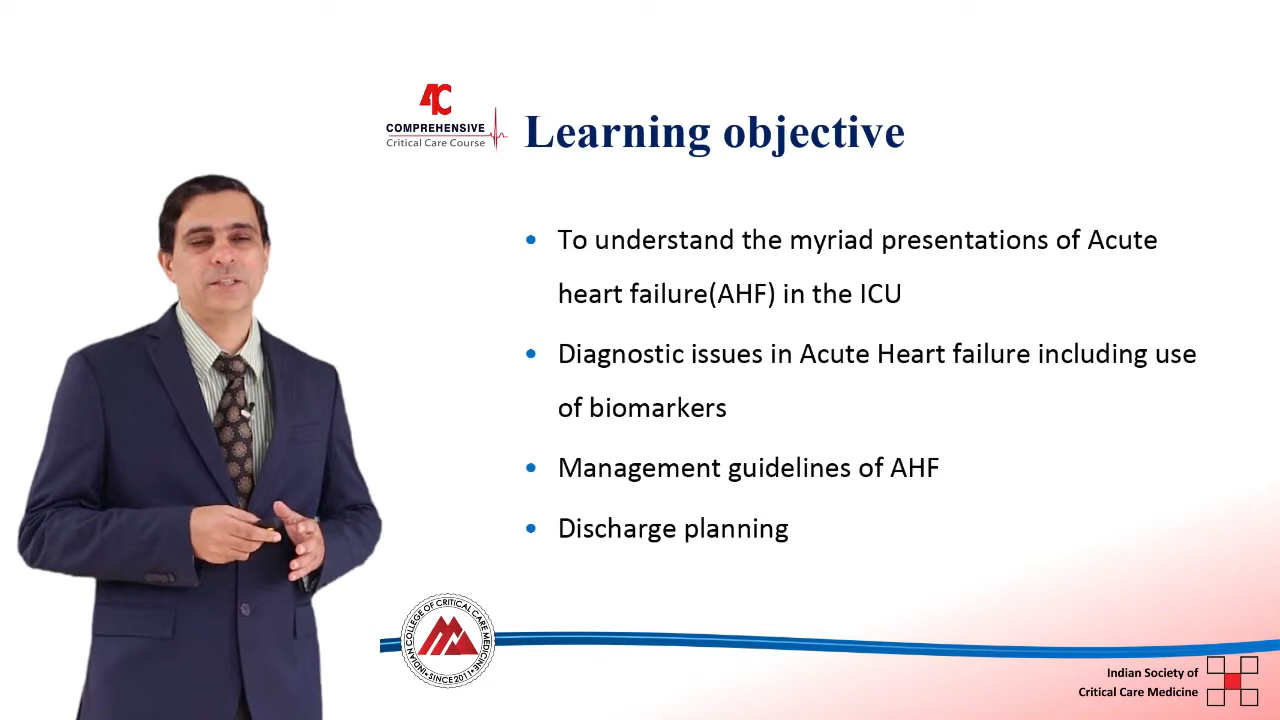 4C
COMPREHENSIVE
Critical Care Course
Learning objective
• To understand the myriad presentations of Acute
heart failure(AHF) in the ICU
• Diagnostic issues in Acute Heart failure including use
of biomarkers
• Management guidelines of AHF
• Discharge planning
INDIAN COLLEGE OF CRITICAL CARE MEDICINE
• SINCE 2011 •
Indian Society of
Critical Care Medicine